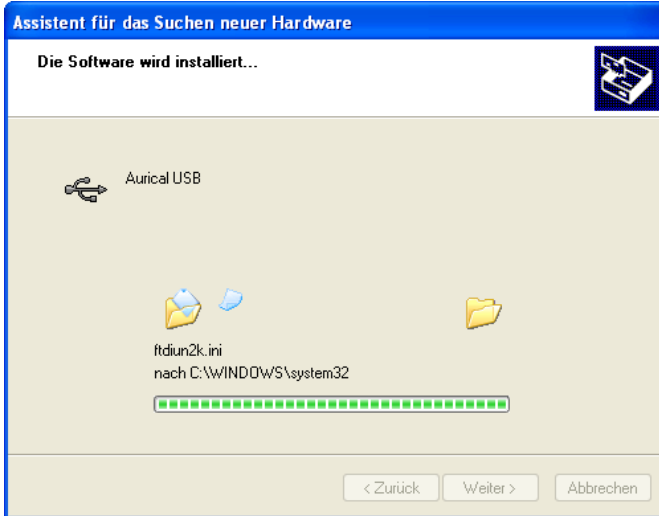 Assistent für das Suchen neuer Hardware
Die Software wird installiert...
Aurical USB
ftdiun2k.ini
nach C:\WINDOWS\system32
< Zurück
Weiter >
Abbrechen